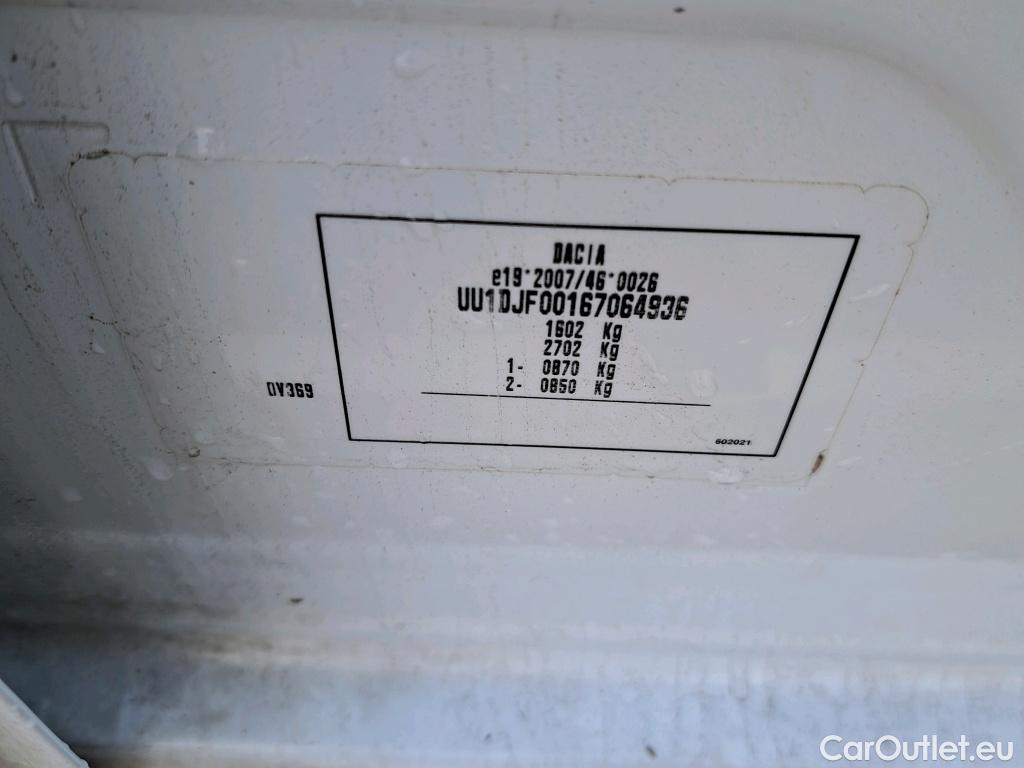 DACIA
e19*2007/46*0026
UU1DJF00167064936
1602 Kg
2702 Kg
1- 0870 Kg
2- 0850 Kg
DV369
602021
CarOutlet.eu